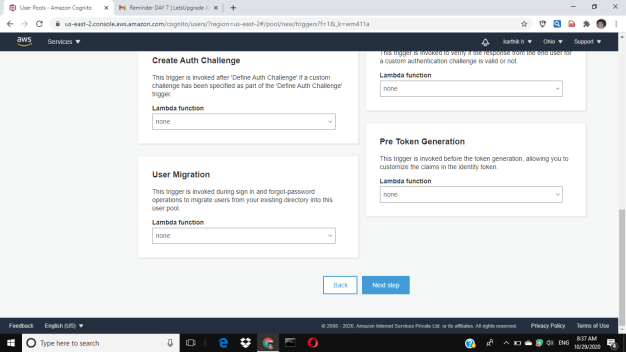 User Pools - Amazon Cognito
Reminder DAY 7 | LetsUpgrade A
us-east-2.console.aws.amazon.com/cognito/users/?region=us-east-2#/pool/new/triggers?f=1&_k=wm411a
aws
Services
karthik h
Ohio
Support
Create Auth Challenge
This trigger is invoked after 'Define Auth Challenge' if a custom
challenge has been specified as part of the 'Define Auth Challenge'
trigger.
Lambda function
none
User Migration
This trigger is invoked during sign in and forgot-password
operations to migrate users from your existing directory into this
user pool.
Lambda function
none
This trigger is invoked to verify if the response from the end user for
a custom authentication challenge is valid or not.
Lambda function
none
Pre Token Generation
This trigger is invoked before the token generation, allowing you to
customize the claims in the identity token.
Lambda function
none
Back
Next step
Feedback
English (US)
© 2008 - 2020, Amazon Internet Services Private Ltd. or its affiliates. All rights reserved.
Privacy Policy
Terms of Use
Type here to search
ENG
8:37 AM
10/29/2020